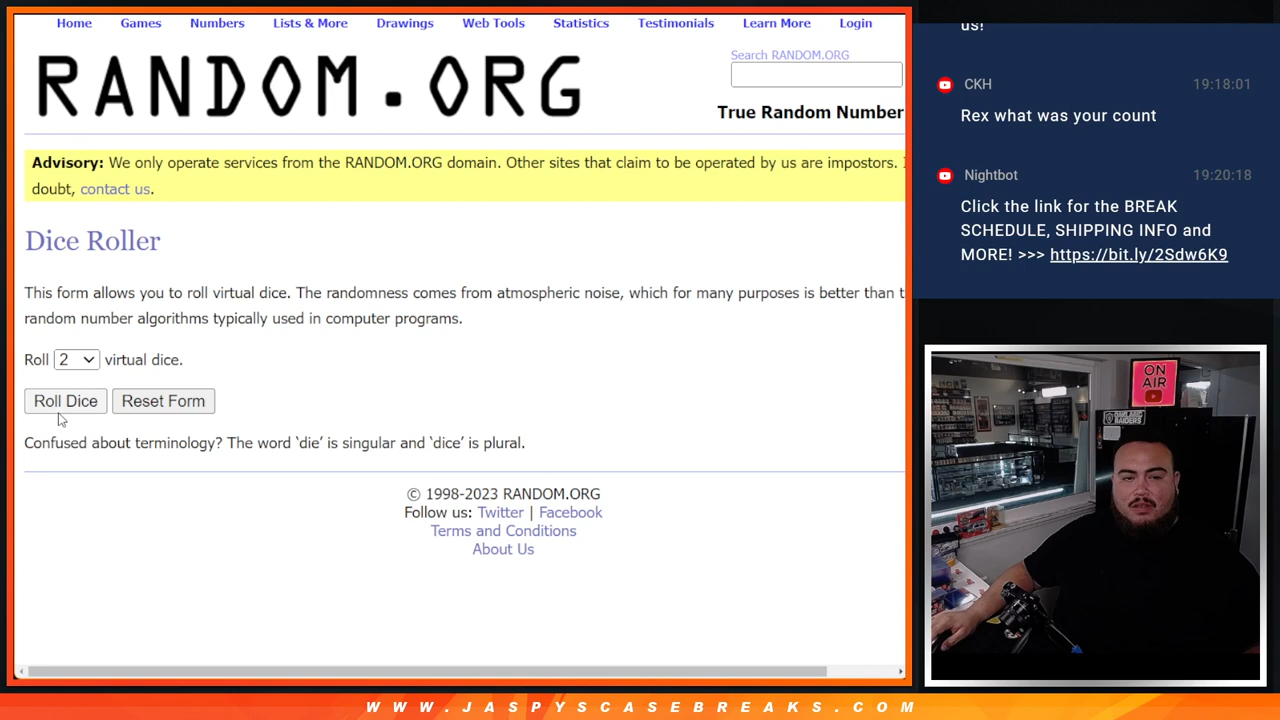 Home Games Numbers Lists & More Drawings Web Tools Statistics Testimonials Learn More Login
RANDOM.ORG
Search RANDOM.ORG
True Random Number
Advisory: We only operate services from the RANDOM.ORG domain. Other sites that claim to be operated by us are impostors.
doubt, contact us.
Dice Roller
This form allows you to roll virtual dice. The randomness comes from atmospheric noise, which for many purposes is better than
random number algorithms typically used in computer programs.
Roll 2 virtual dice.
Roll Dice Reset Form
Confused about terminology? The word ‘die’ is singular and ‘dice’ is plural.
© 1998-2023 RANDOM.ORG
Follow us: Twitter | Facebook
Terms and Conditions
About Us
us!
CKH 19:18:01
Rex what was your count
Nightbot 19:20:18
Click the link for the BREAK
SCHEDULE, SHIPPING INFO and
MORE! >>> https://bit.ly/2Sdw6K9
ON
AIR
OAKLAND
RAIDERS
WWW.JASPYSCASEBREAKS.COM